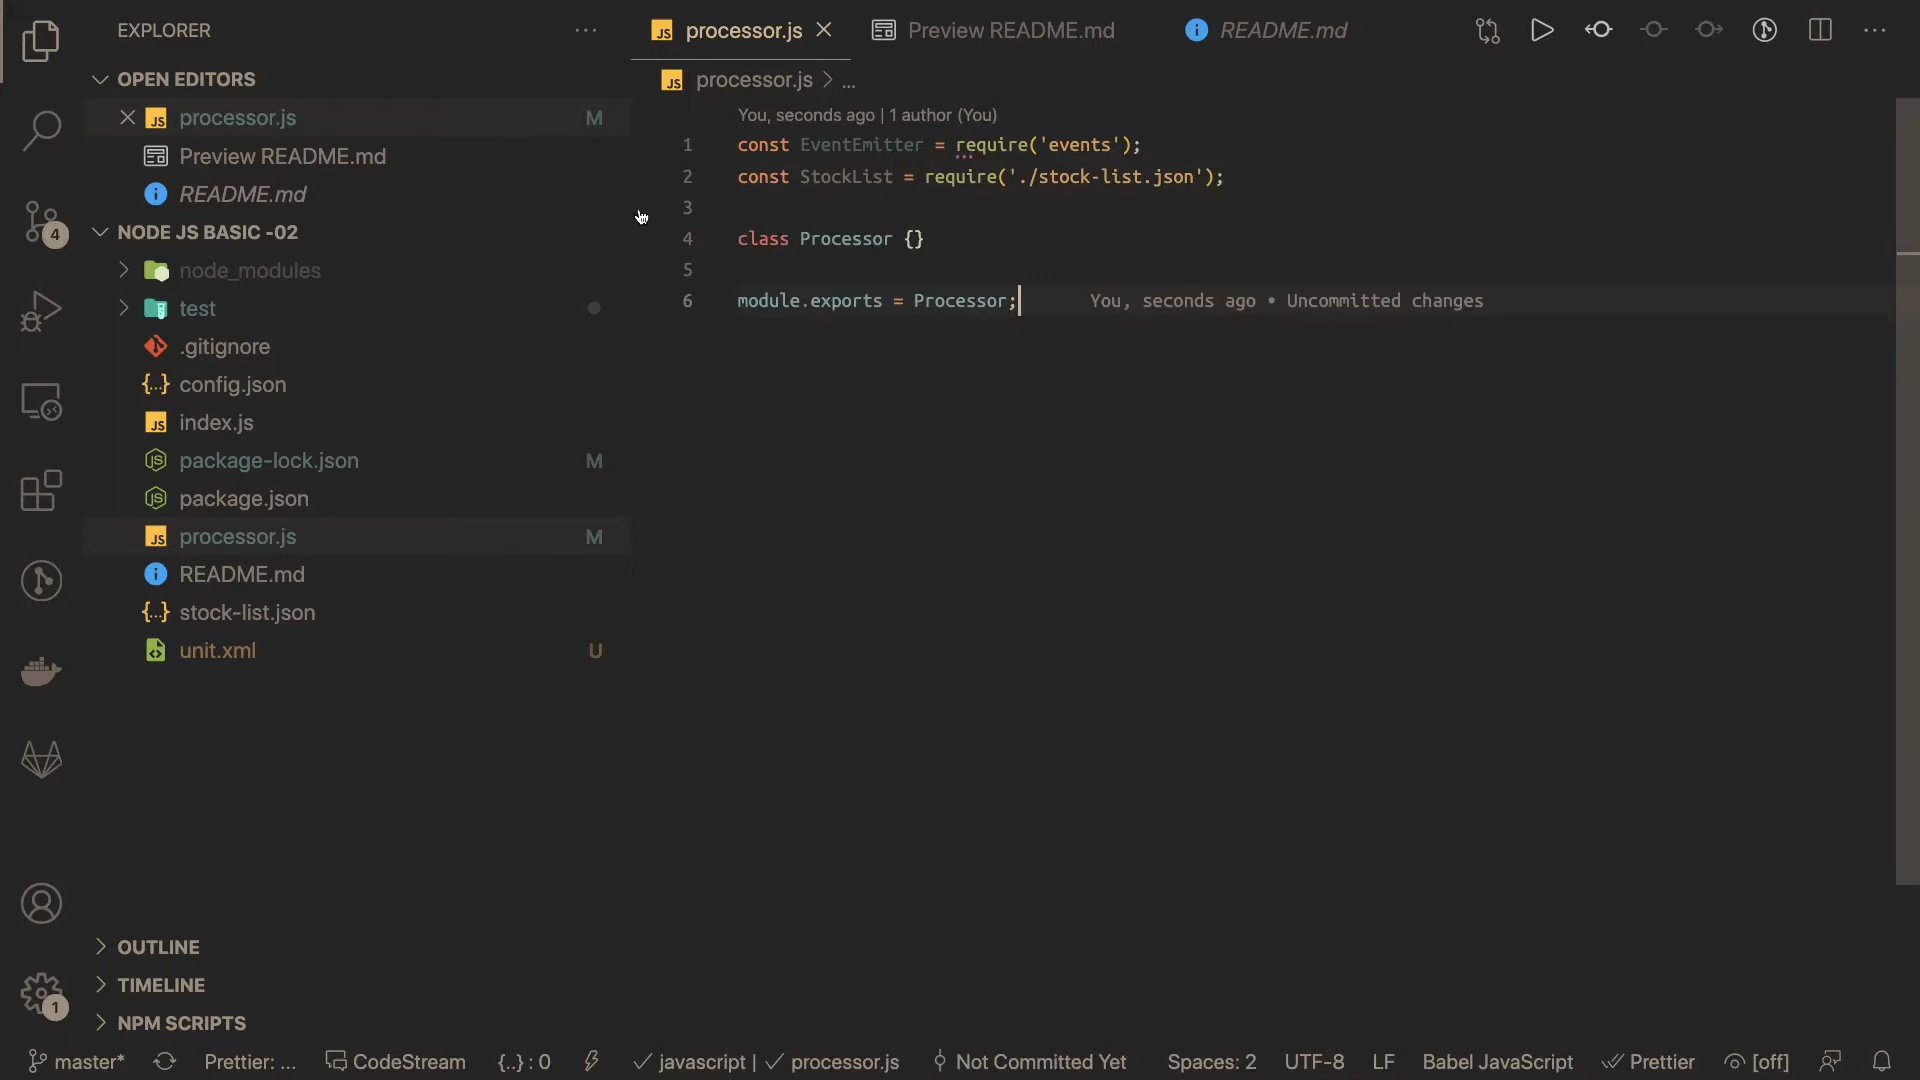 EXPLORER
OPEN EDITORS
processor.js M
Preview README.md
README.md
NODE JS BASIC -02
node_modules
test
.gitignore
config.json
index.js
package-lock.json M
package.json
processor.js M
README.md
stock-list.json
unit.xml U
OUTLINE
TIMELINE
NPM SCRIPTS
4
1
processor.js
Preview README.md
README.md
processor.js > ...
You, seconds ago | 1 author (You)
1 const EventEmitter = require('events');
2 const StockList = require('./stock-list.json');
3
4 class Processor {}
5
6 module.exports = Processor; You, seconds ago • Uncommitted changes
master* Prettier: ... CodeStream {..} : 0 javascript | processor.js Not Committed Yet Spaces: 2 UTF-8 LF Babel JavaScript Prettier [off]